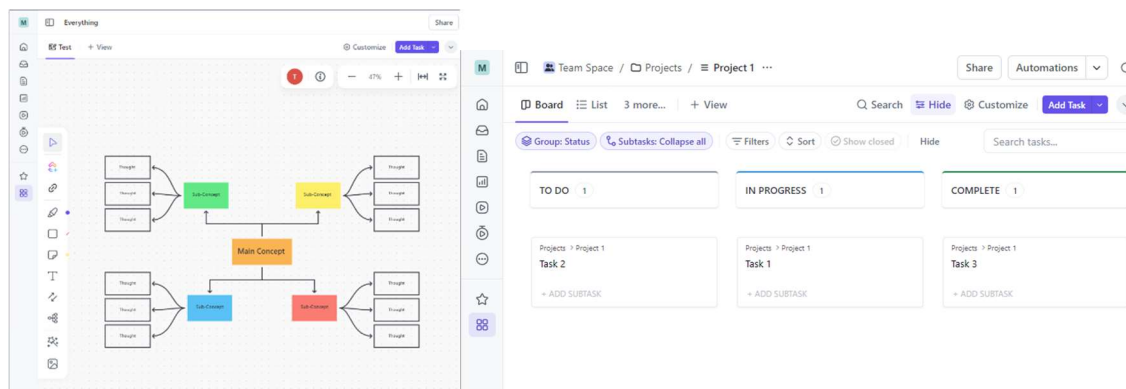 M Everything Share
Test + View Customize Add Task
T 47%
Thought Thought
Thought Sub-Concept Sub-Concept Thought
Thought Thought
Main Concept
Thought Thought
Thought Sub-Concept Sub-Concept Thought
Thought Thought
M Team Space / Projects / Project 1 ... Share Automations
Board List 3 more... + View Search Hide Customize Add Task
Group: Status Subtasks: Collapse all Filters Sort Show closed Hide Search tasks...
TO DO 1 IN PROGRESS 1 COMPLETE 1
Projects > Project 1 Projects > Project 1 Projects > Project 1
Task 2 Task 1 Task 3
+ ADD SUBTASK + ADD SUBTASK + ADD SUBTASK